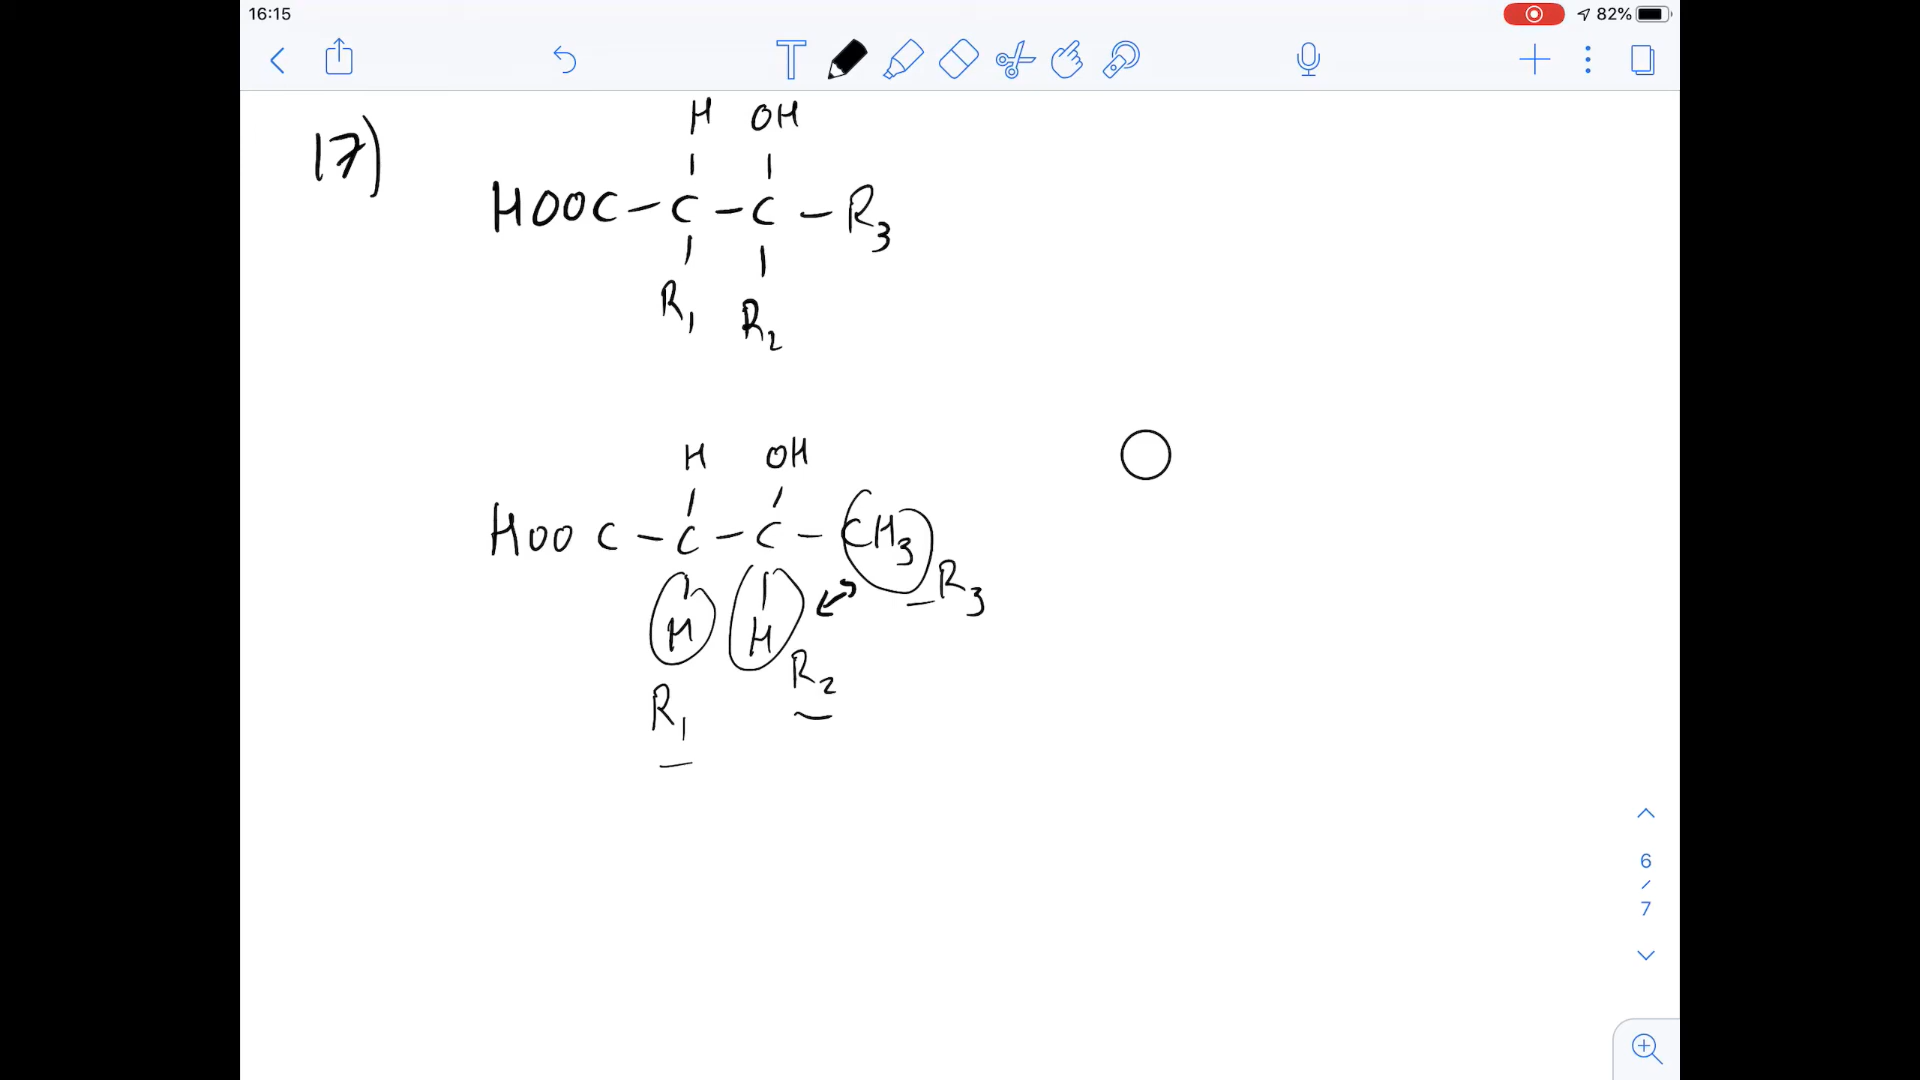 16:15
82%
T
17)
H OH
HOOC - C - C - R3
R1 R2
H OH
HOOC - C - C - CH3
R3
H H
R2
R1
6
/
7